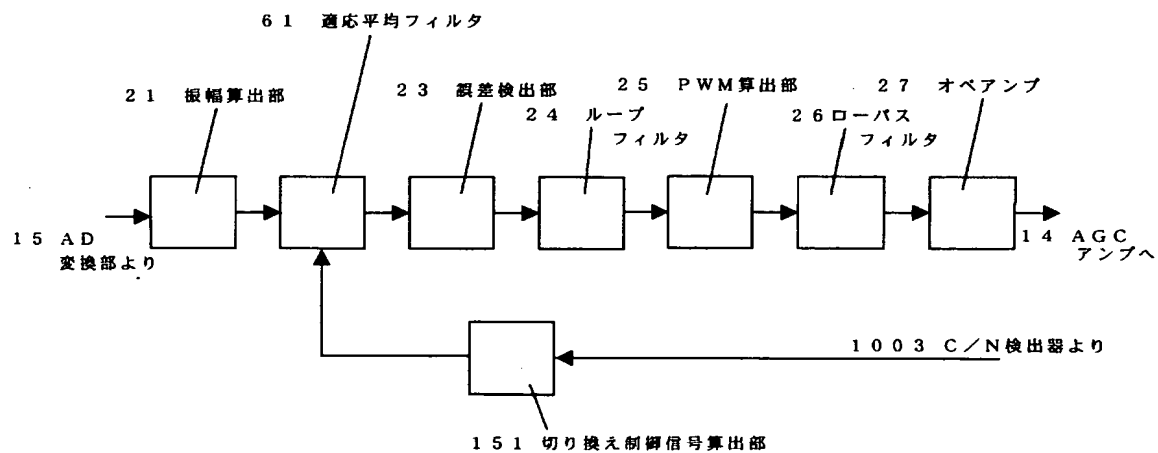 61 適応平均フィルタ
21 振幅算出部
23 誤差検出部
25 PWM算出部
27 オペアンプ
24 ループ
フィルタ
26ローパス
フィルタ
15 AD
変換部より
14 AGC
アンプへ
1003 C/N検出器より
151 切り換え制御信号算出部